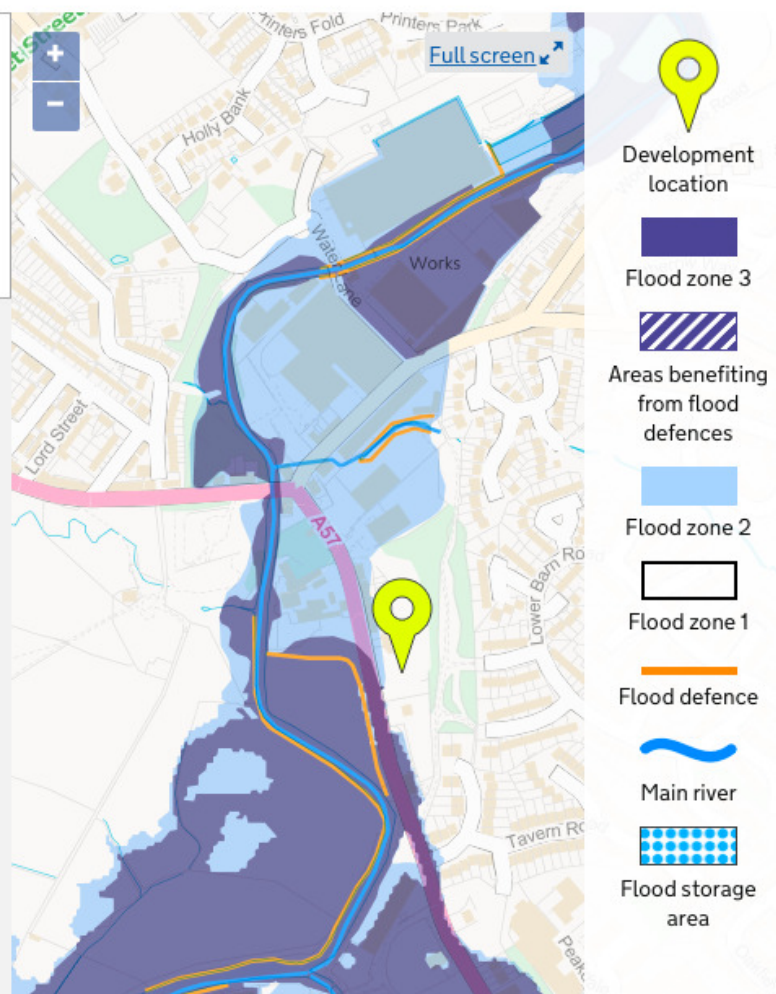 +
−
Full screen
Printers Fold
Printers Park
Holly Bank
Water Lane
Works
Lord Street
A57
Lower Barn Road
Tavern Road
Development
location
Flood zone 3
Areas benefiting
from flood
defences
Flood zone 2
Flood zone 1
Flood defence
Main river
Flood storage
area